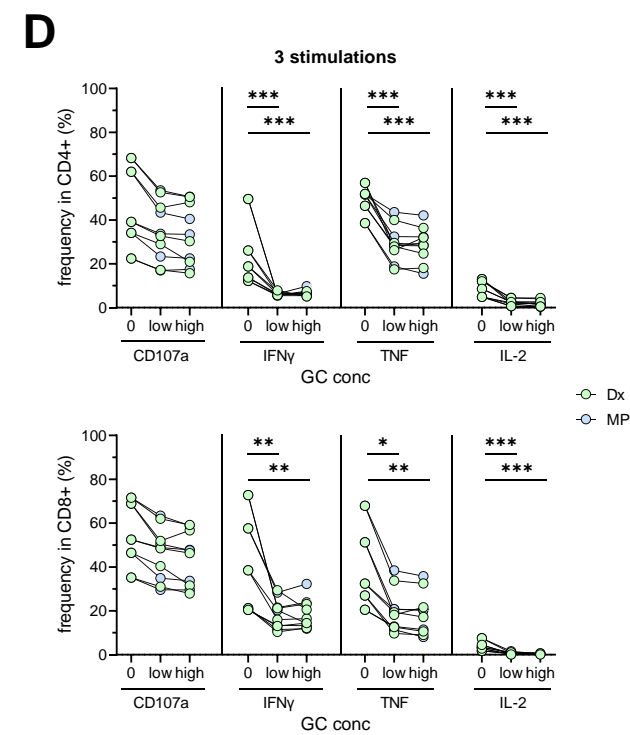 D
3 stimulations
frequency in CD4+ (%)
100
80
60
40
20
0
*** *** ***
*** *** ***
0 low high 0 low high 0 low high 0 low high
CD107a IFNγ TNF IL-2
GC conc
Dx
MP
frequency in CD8+ (%)
100
80
60
40
20
0
** * ***
** ** ***
0 low high 0 low high 0 low high 0 low high
CD107a IFNγ TNF IL-2
GC conc